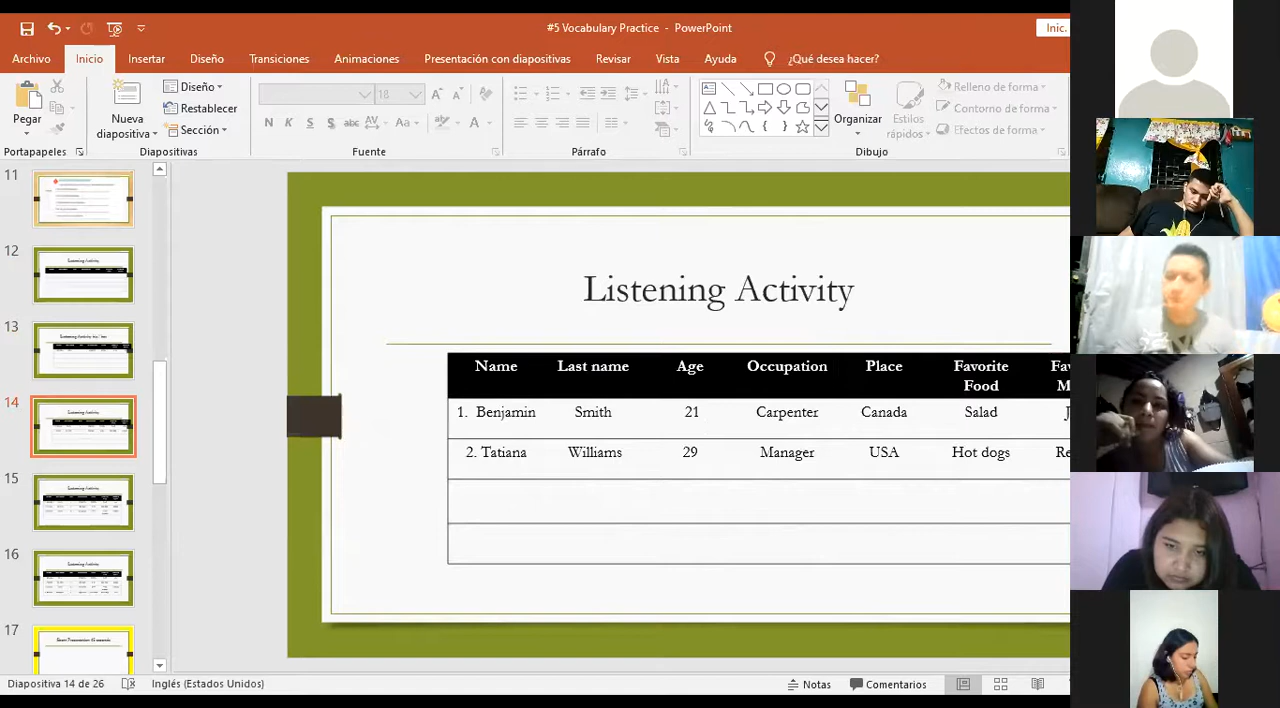 #5 Vocabulary Practice - PowerPoint
Inic.
Archivo Inicio Insertar Diseño Transiciones Animaciones Presentación con diapositivas Revisar Vista Ayuda ¿Qué desea hacer?
Pegar
Nueva diapositiva
Diseño
Restablecer
Sección
18
N K S S abc AV Aa A
Organizar
Estilos rápidos
Relleno de forma
Contorno de forma
Efectos de forma
Portapapeles Diapositivas Fuente Párrafo Dibujo
11
12
13
14
15
16
17
Listening Activity
Name Last name Age Occupation Place Favorite Food
1. Benjamin Smith 21 Carpenter Canada Salad
2. Tatiana Williams 29 Manager USA Hot dogs
Diapositiva 14 de 26 Inglés (Estados Unidos) Notas Comentarios